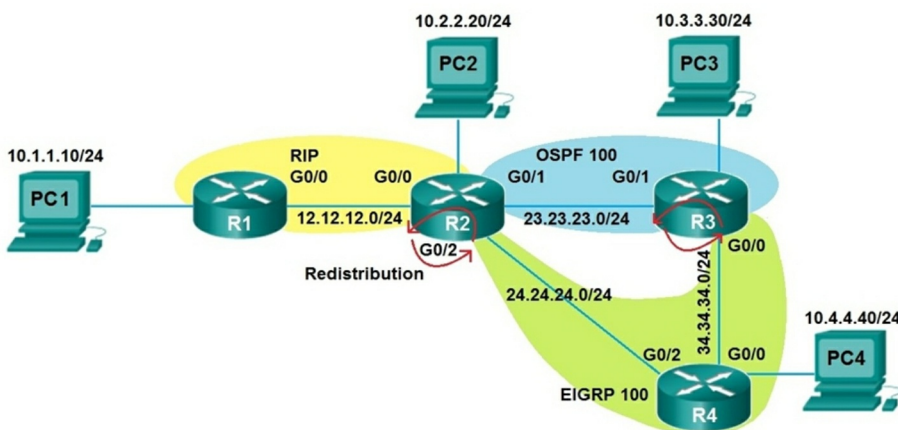 10.2.2.20/24
10.3.3.30/24
PC2
PC3
10.1.1.10/24
RIP
OSPF 100
PC1
G0/0
G0/0
G0/1
G0/1
R1
12.12.12.0/24
R2
23.23.23.0/24
R3
G0/2
G0/0
Redistribution
24.24.24.0/24
34.34.34.0/24
10.4.4.40/24
G0/2
G0/0
PC4
EIGRP 100
R4